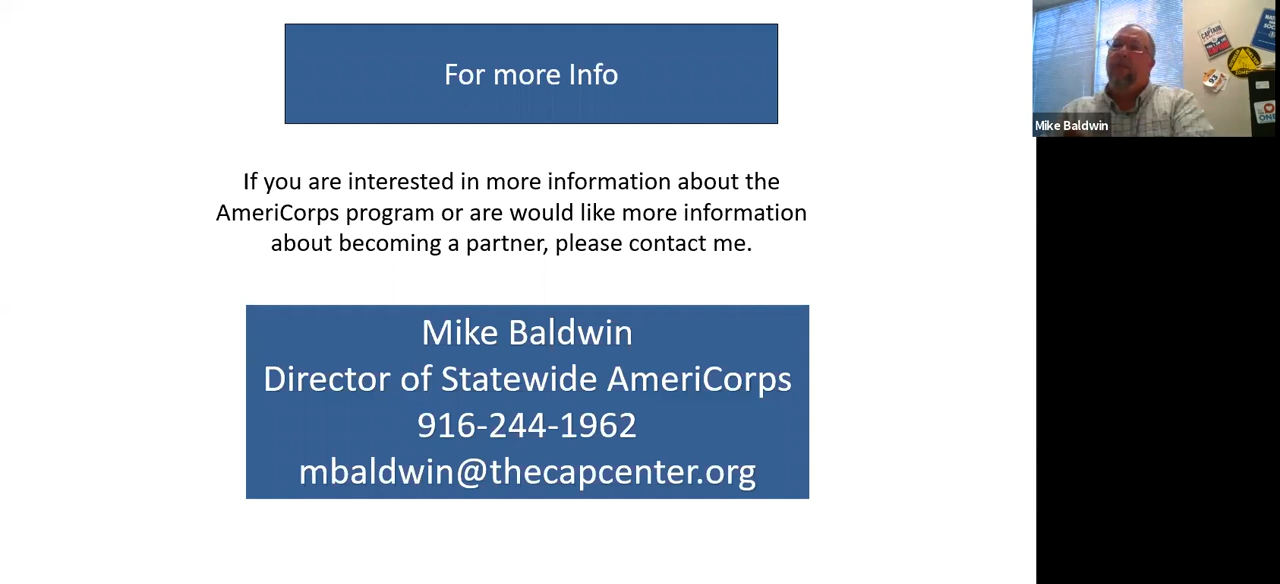 For more Info
If you are interested in more information about the
AmeriCorps program or are would like more information
about becoming a partner, please contact me.
Mike Baldwin
Director of Statewide AmeriCorps
916-244-1962
mbaldwin@thecapcenter.org
CAPTAIN
Mike Baldwin